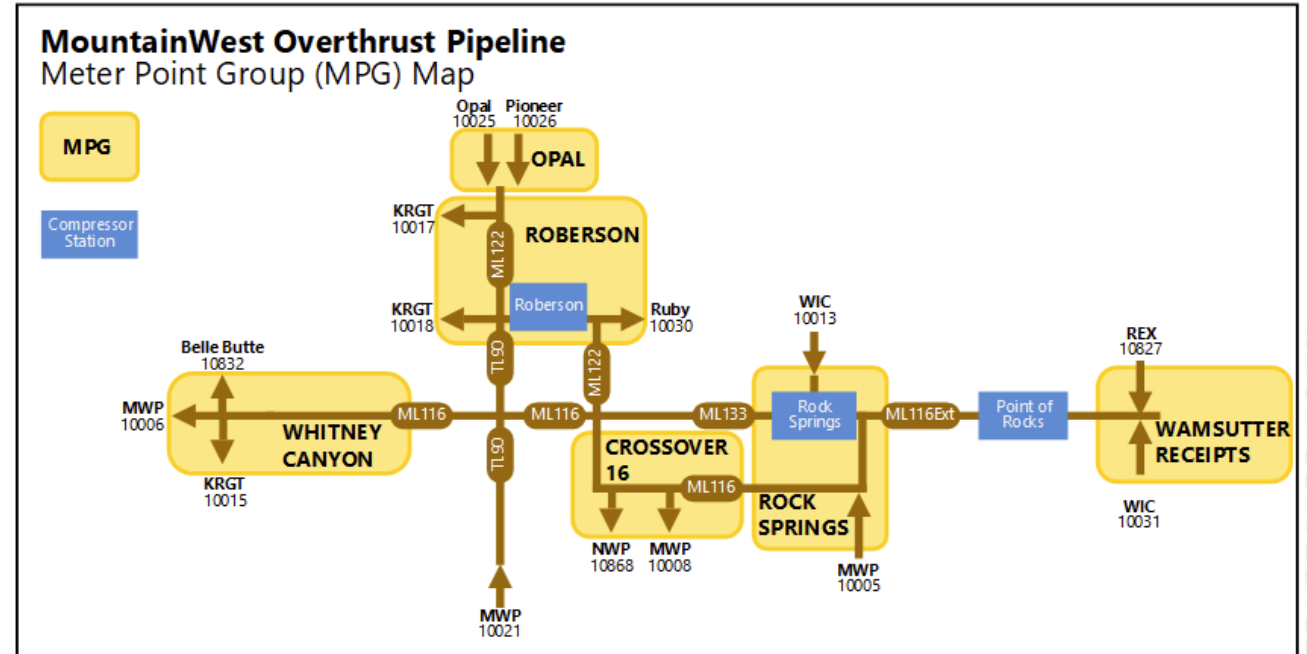 MountainWest Overthrust Pipeline
Meter Point Group (MPG) Map
MPG
Compressor
Station
Opal
10025
Pioneer
10026
OPAL
KRGT
10017
ML122
ROBERSON
KRGT
10018
Roberson
Ruby
10030
TL90
ML122
WIC
10013
REX
10827
Belle Butte
10832
MWP
10006
ML116
ML116
ML133
Rock
Springs
ML116Ext
Point of
Rocks
WHITNEY
CANYON
KRGT
10015
TL90
CROSSOVER
16
ML116
ROCK
SPRINGS
WAMSUTTER
RECEIPTS
WIC
10031
NWP
10868
MWP
10008
MWP
10005
MWP
10021